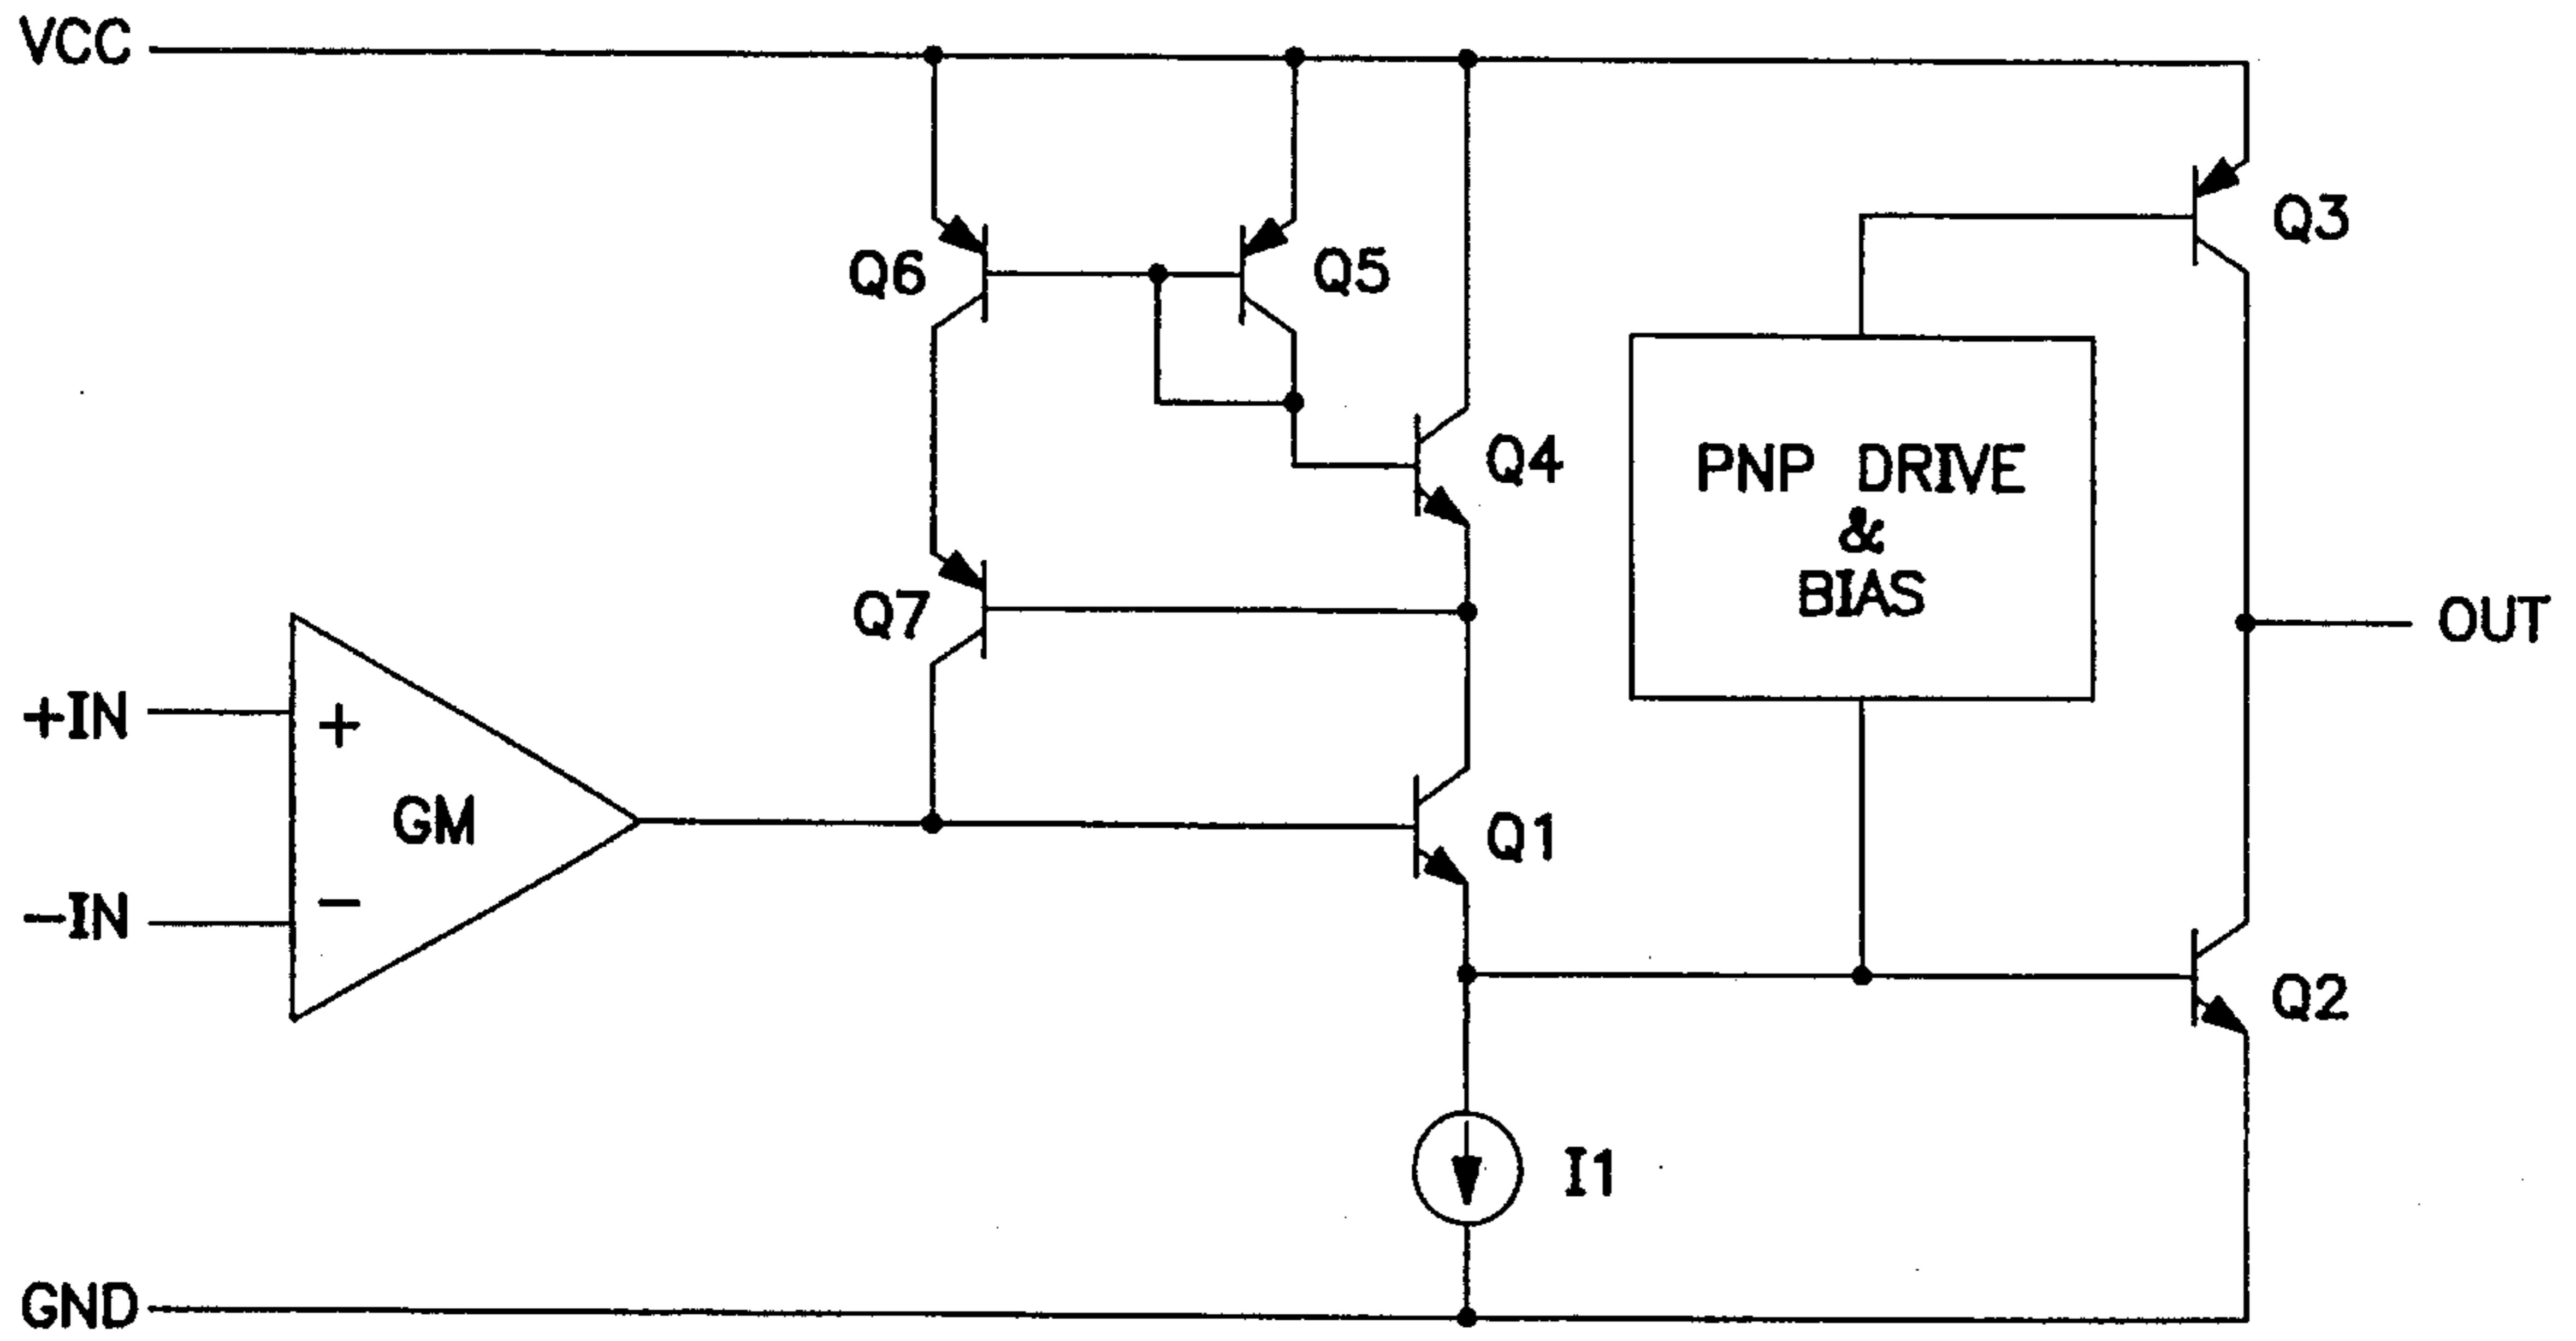 VCC
Q3
Q6
Q5
Q4
PNP DRIVE
&
BIAS
Q7
OUT
+IN
+
GM
Q1
-IN
−
Q2
I1
GND